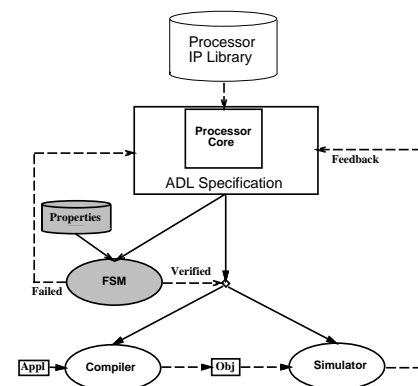 Processor
IP Library
Processor
Core
ADL Specification
Feedback
Properties
FSM
Verified
Failed
Appl
Compiler
Obj
Simulator